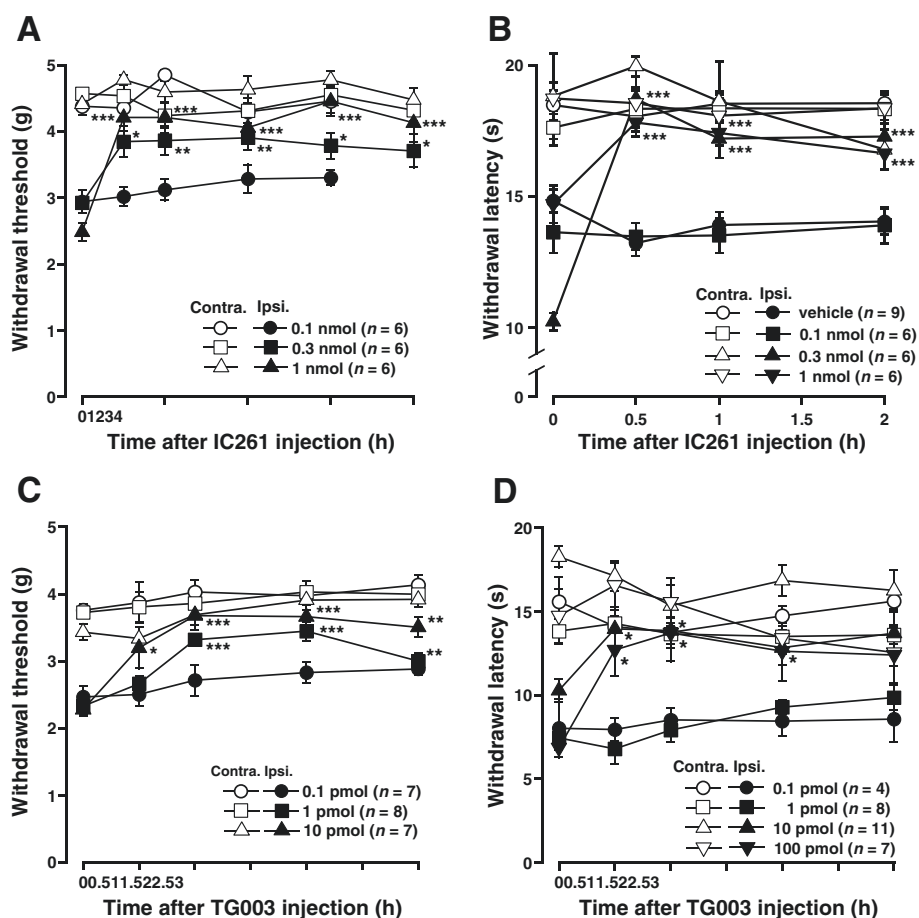 A
Withdrawal threshold (g)
5
4
3
2
1
0
***
*
***
**
***
**
***
*
***
*
Contra. Ipsi.
0.1 nmol (n = 6)
0.3 nmol (n = 6)
1 nmol (n = 6)
01234
Time after IC261 injection (h)
B
Withdrawal latency (s)
20
15
10
0
***
***
***
***
***
***
Contra. Ipsi.
vehicle (n = 9)
0.1 nmol (n = 6)
0.3 nmol (n = 6)
1 nmol (n = 6)
0 0.5 1 1.5 2
Time after IC261 injection (h)
C
Withdrawal threshold (g)
5
4
3
2
1
0
*
***
***
***
***
**
**
Contra. Ipsi.
0.1 pmol (n = 7)
1 pmol (n = 8)
10 pmol (n = 7)
00.511.522.53
Time after TG003 injection (h)
D
Withdrawal latency (s)
20
15
10
5
0
*
*
*
*
*
Contra. Ipsi.
0.1 pmol (n = 4)
1 pmol (n = 8)
10 pmol (n = 11)
100 pmol (n = 7)
00.511.522.53
Time after TG003 injection (h)